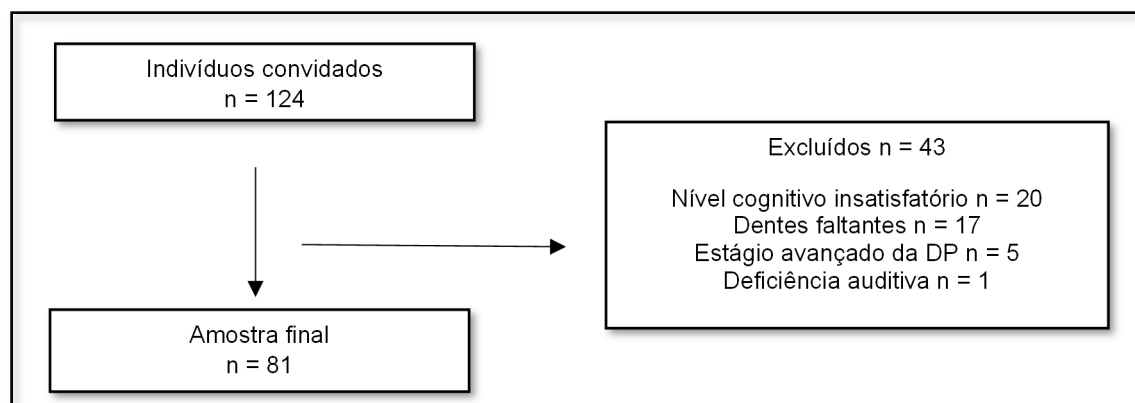 Indivíduos convidados
n = 124
Excluídos n = 43
Nível cognitivo insatisfatório n = 20
Dentes faltantes n = 17
Estágio avançado da DP n = 5
Deficiência auditiva n = 1
Amostra final
n = 81